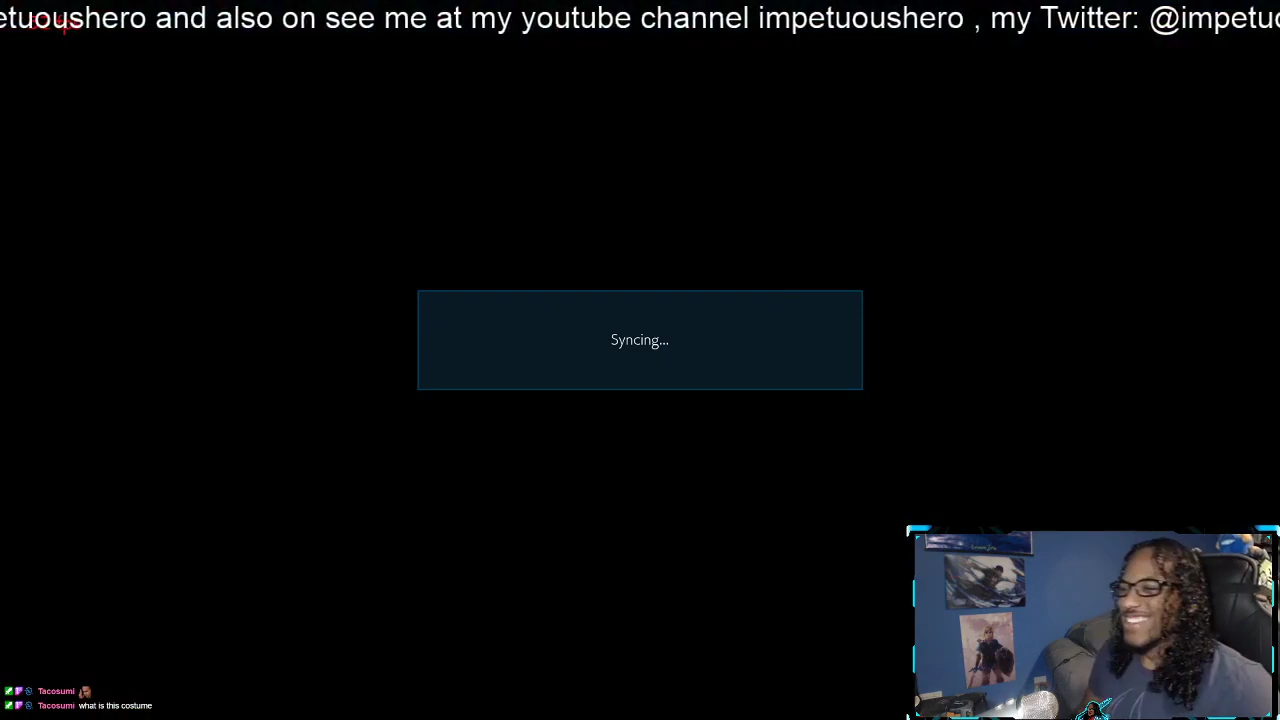 etuoushero and also on see me at my youtube channel impetuoushero , my Twitter: @impetuo
Syncing...
Tacosumi
Tacosumi what is this costume